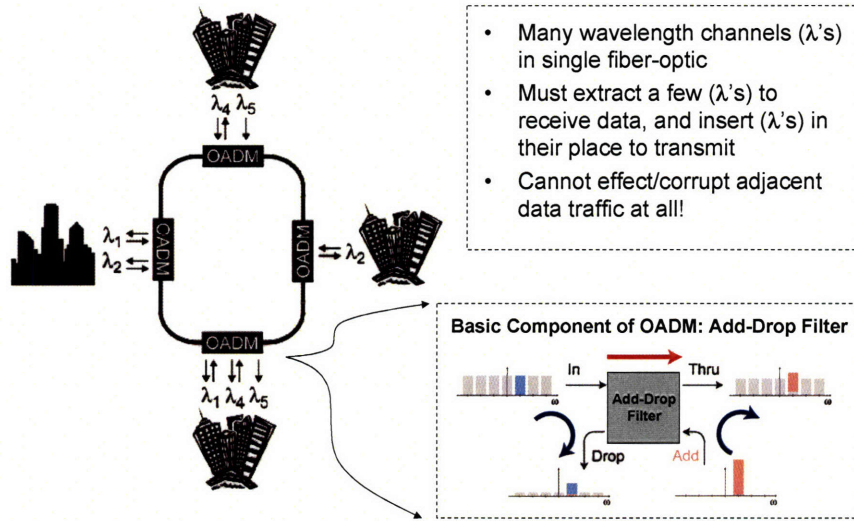 • Many wavelength channels (λ's)
in single fiber-optic
• Must extract a few (λ's) to
receive data, and insert (λ's) in
their place to transmit
• Cannot effect/corrupt adjacent
data traffic at all!
λ4 λ5
OADM
λ1
λ2
OADM
OADM
λ2
OADM
λ1 λ4 λ5
Basic Component of OADM: Add-Drop Filter
In
Thru
Add-Drop
Filter
ω
ω
Drop
Add
ω
ω